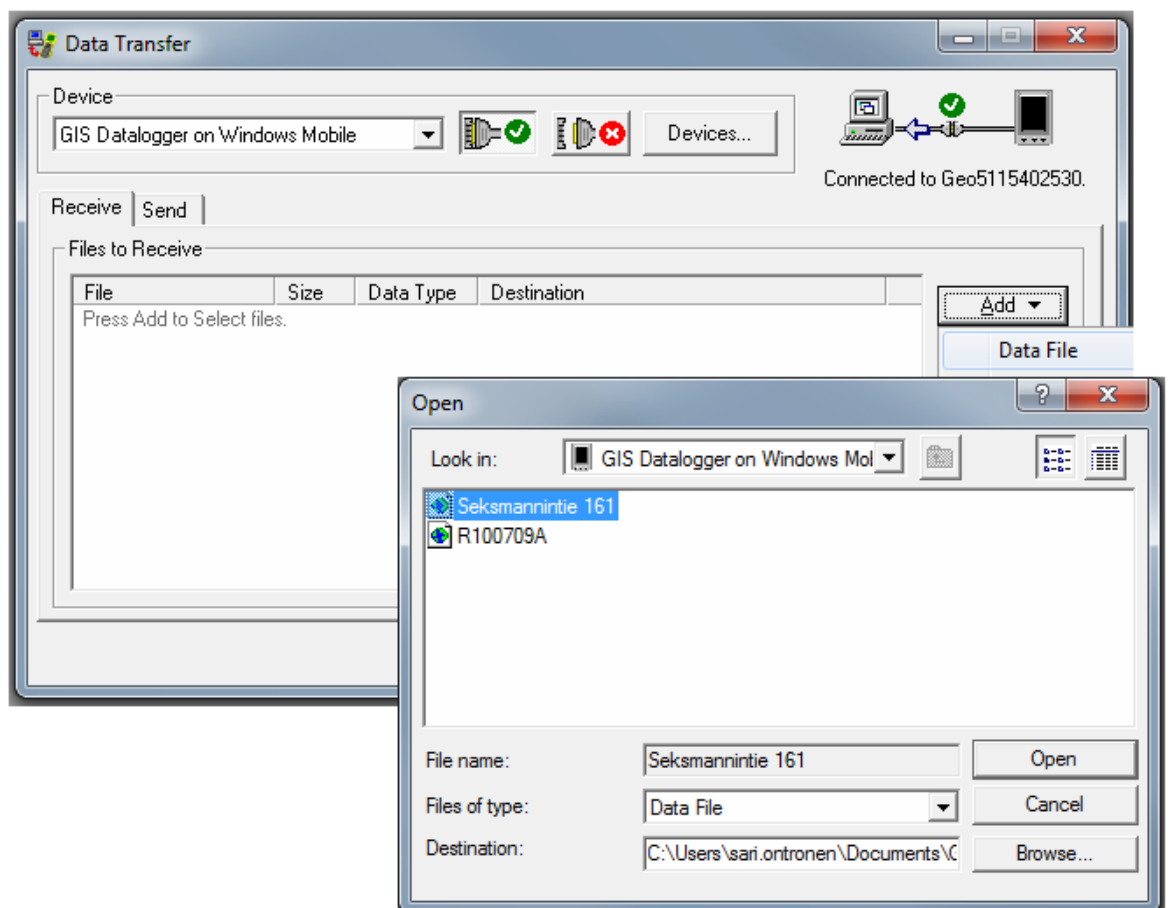 Data Transfer
Device
GIS Datalogger on Windows Mobile
Devices...
Connected to Geo5115402530.
Receive
Send
Files to Receive
File Size Data Type Destination
Press Add to Select files.
Add
Data File
Open
Look in: GIS Datalogger on Windows Mol
Seksmannintie 161
R100709A
File name: Seksmannintie 161 Open
Files of type: Data File Cancel
Destination: C:\Users\sari.ontronen\Documents\G Browse...